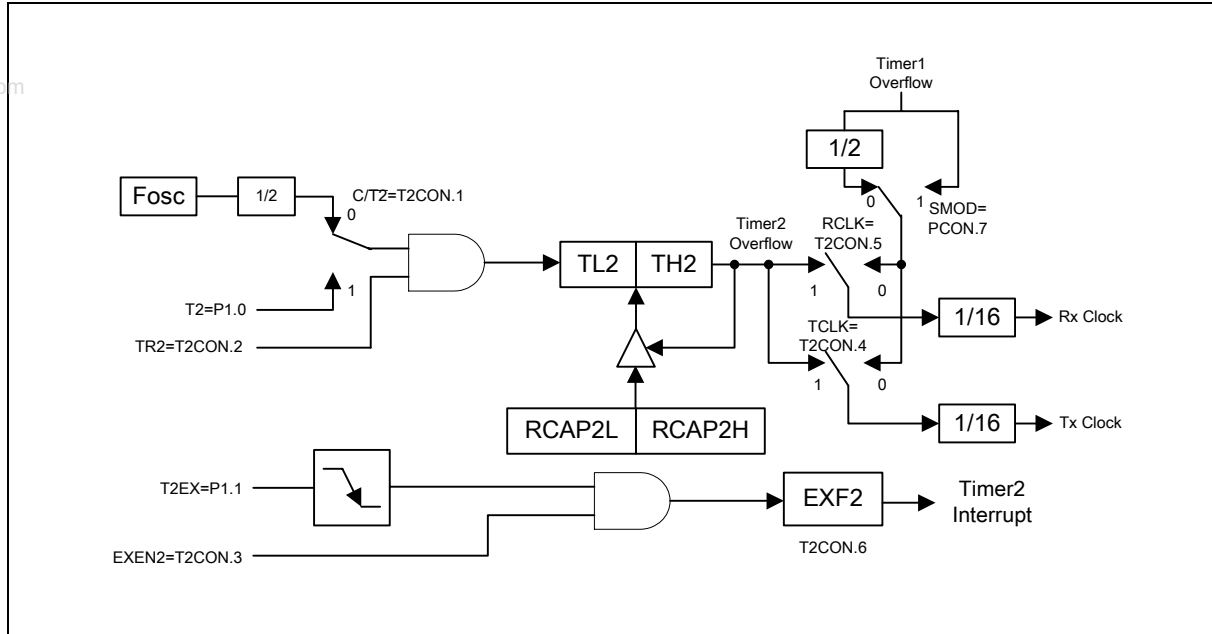 om
Timer1
Overflow
1/2
Fosc
1/2
C/T2=T2CON.1
0
0
1
SMOD=
PCON.7
Timer2
Overflow
RCLK=
T2CON.5
TL2
TH2
1
0
T2=P1.0
1
TR2=T2CON.2
1/16
Rx Clock
TCLK=
T2CON.4
1
0
RCAP2L
RCAP2H
1/16
Tx Clock
T2EX=P1.1
EXF2
Timer2
Interrupt
EXEN2=T2CON.3
T2CON.6